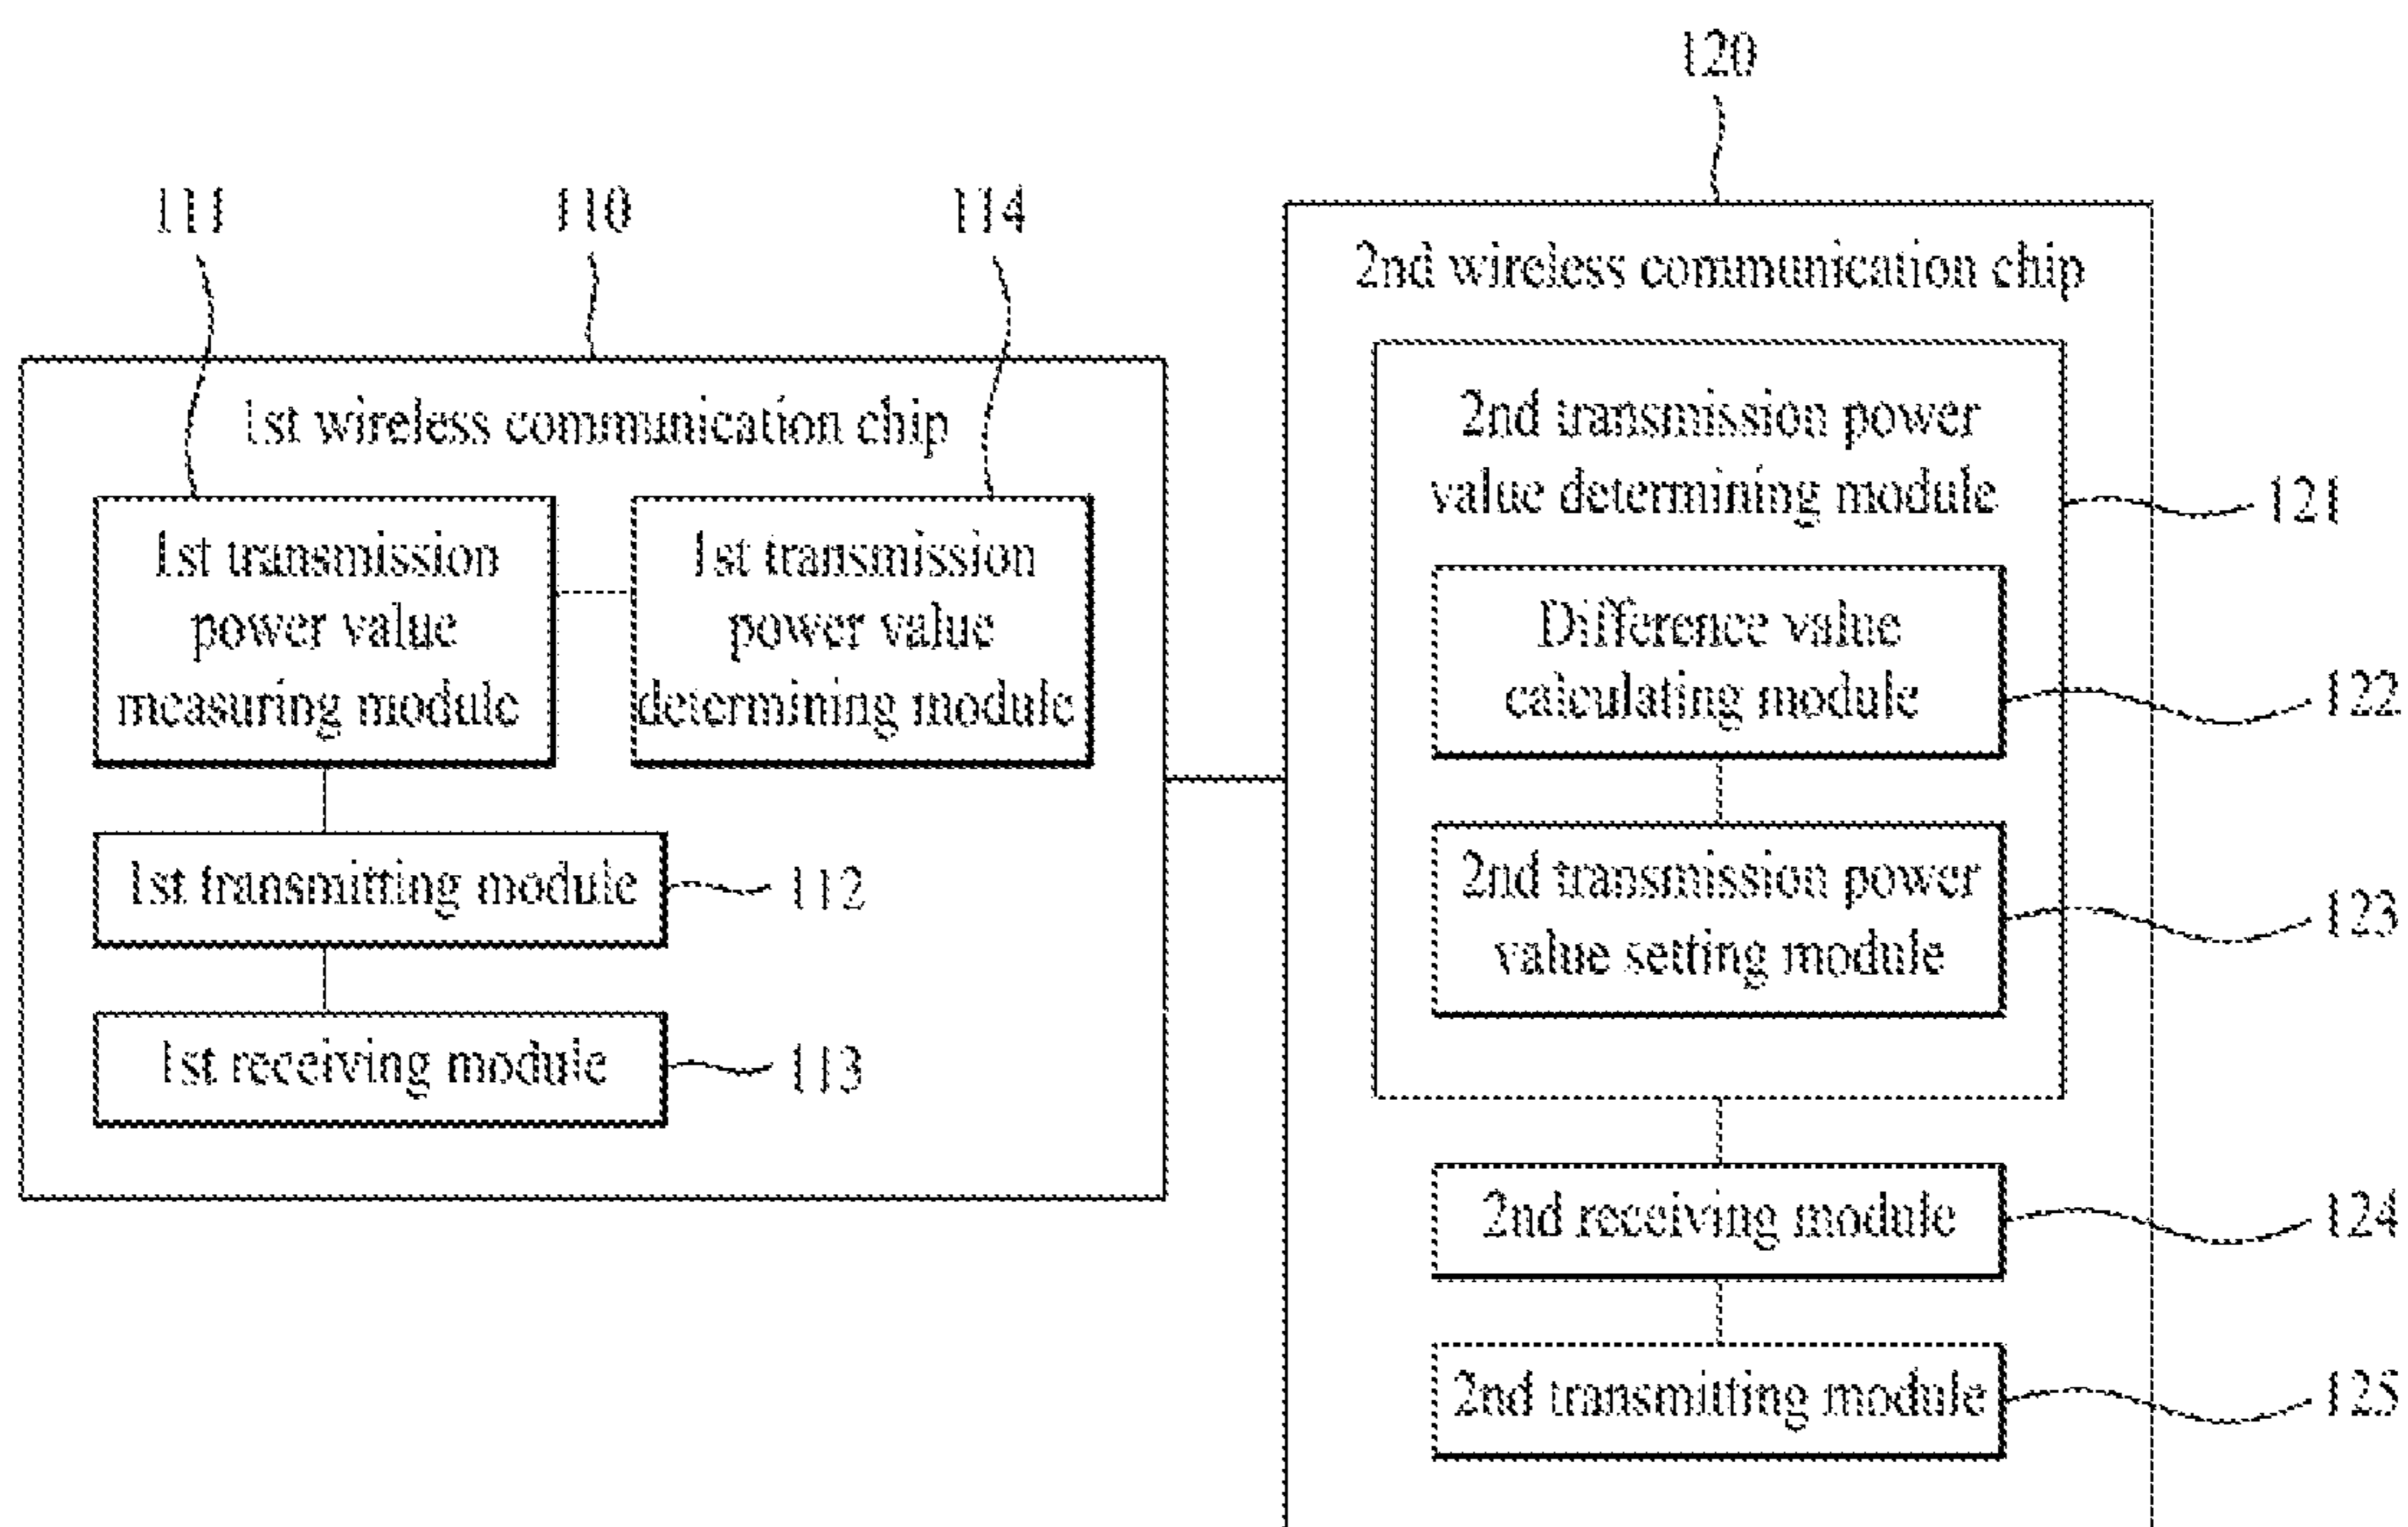 120
111
110
114
2nd wireless communication chip
1st wireless communication chip
2nd transmission power
value determining module
121
1st transmission
power value
measuring module
1st transmission
power value
determining module
Difference value
calculating module
122
1st transmitting module
112
2nd transmission power
value setting module
123
1st receiving module
113
2nd receiving module
124
2nd transmitting module
125